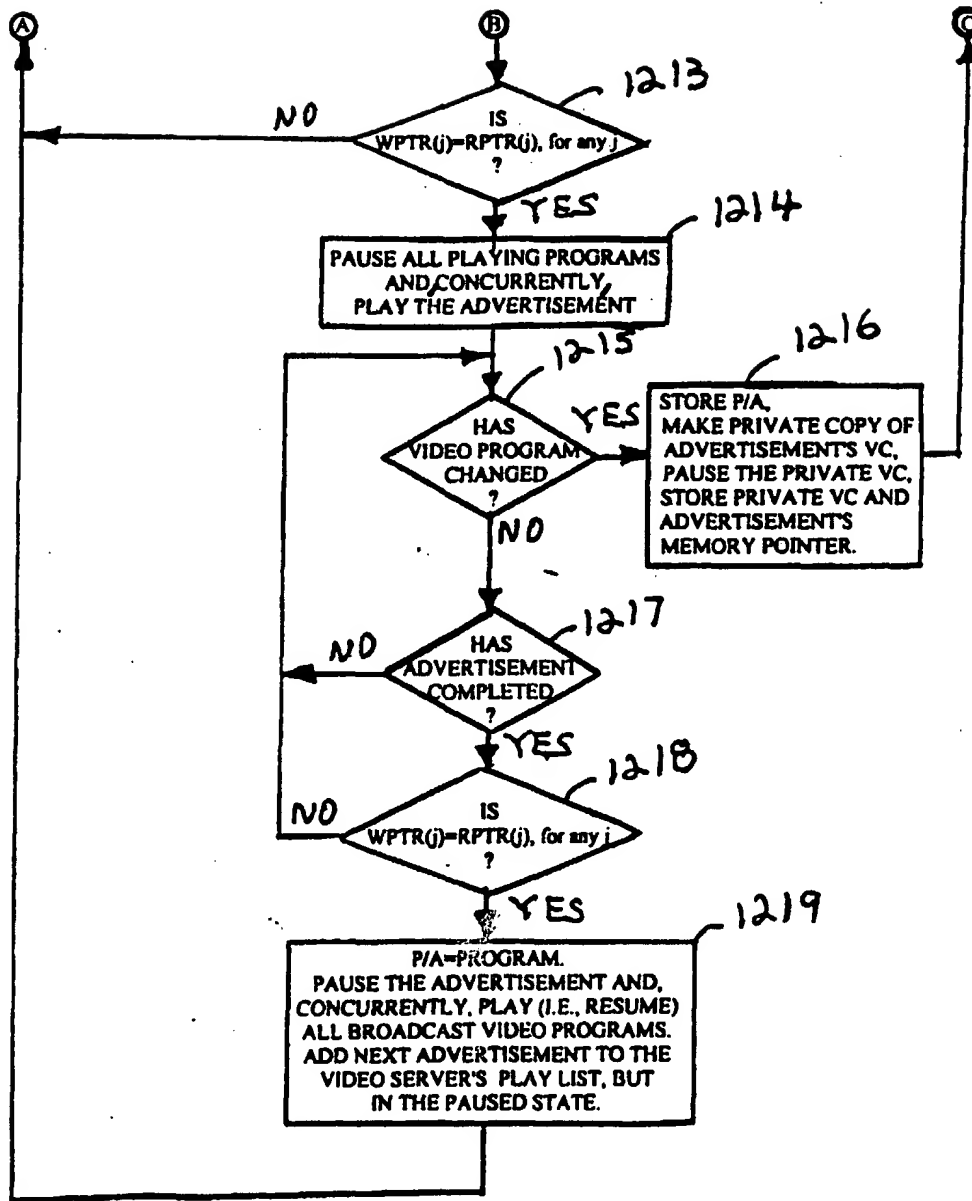 A
B
C
1213
NO
IS
WPTR(j)=RPTR(j), for any j
?
YES
1214
PAUSE ALL PLAYING PROGRAMS
AND, CONCURRENTLY,
PLAY THE ADVERTISEMENT
1215
1216
HAS
VIDEO PROGRAM
CHANGED
?
YES
STORE P/A,
MAKE PRIVATE COPY OF
ADVERTISEMENT'S VC,
PAUSE THE PRIVATE VC,
STORE PRIVATE VC AND
ADVERTISEMENT'S
MEMORY POINTER.
NO
1217
NO
HAS
ADVERTISEMENT
COMPLETED
?
YES
1218
NO
IS
WPTR(j)=RPTR(j), for any j
?
YES
1219
P/A=PROGRAM.
PAUSE THE ADVERTISEMENT AND,
CONCURRENTLY, PLAY (I.E., RESUME)
ALL BROADCAST VIDEO PROGRAMS.
ADD NEXT ADVERTISEMENT TO THE
VIDEO SERVER'S PLAY LIST, BUT
IN THE PAUSED STATE.